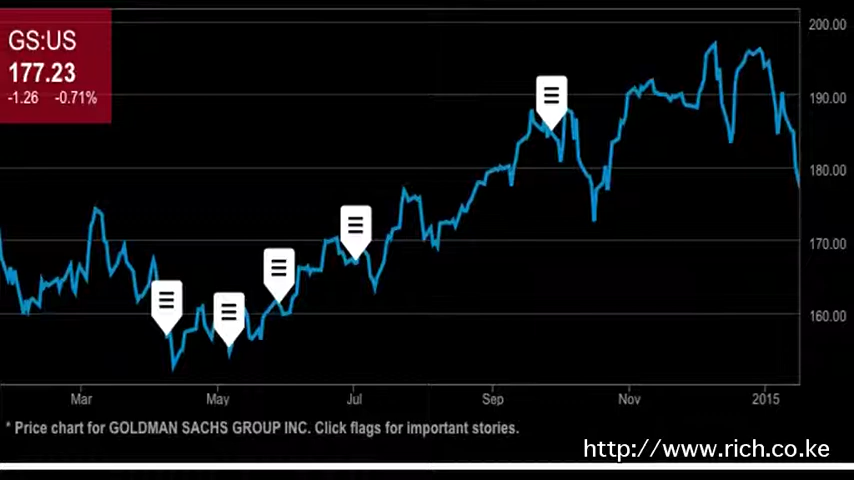 GS:US
177.23
-1.26 -0.71%
200.00
190.00
180.00
170.00
160.00
Mar May Jul Sep Nov 2015
* Price chart for GOLDMAN SACHS GROUP INC. Click flags for important stories.
http://www.rich.co.ke